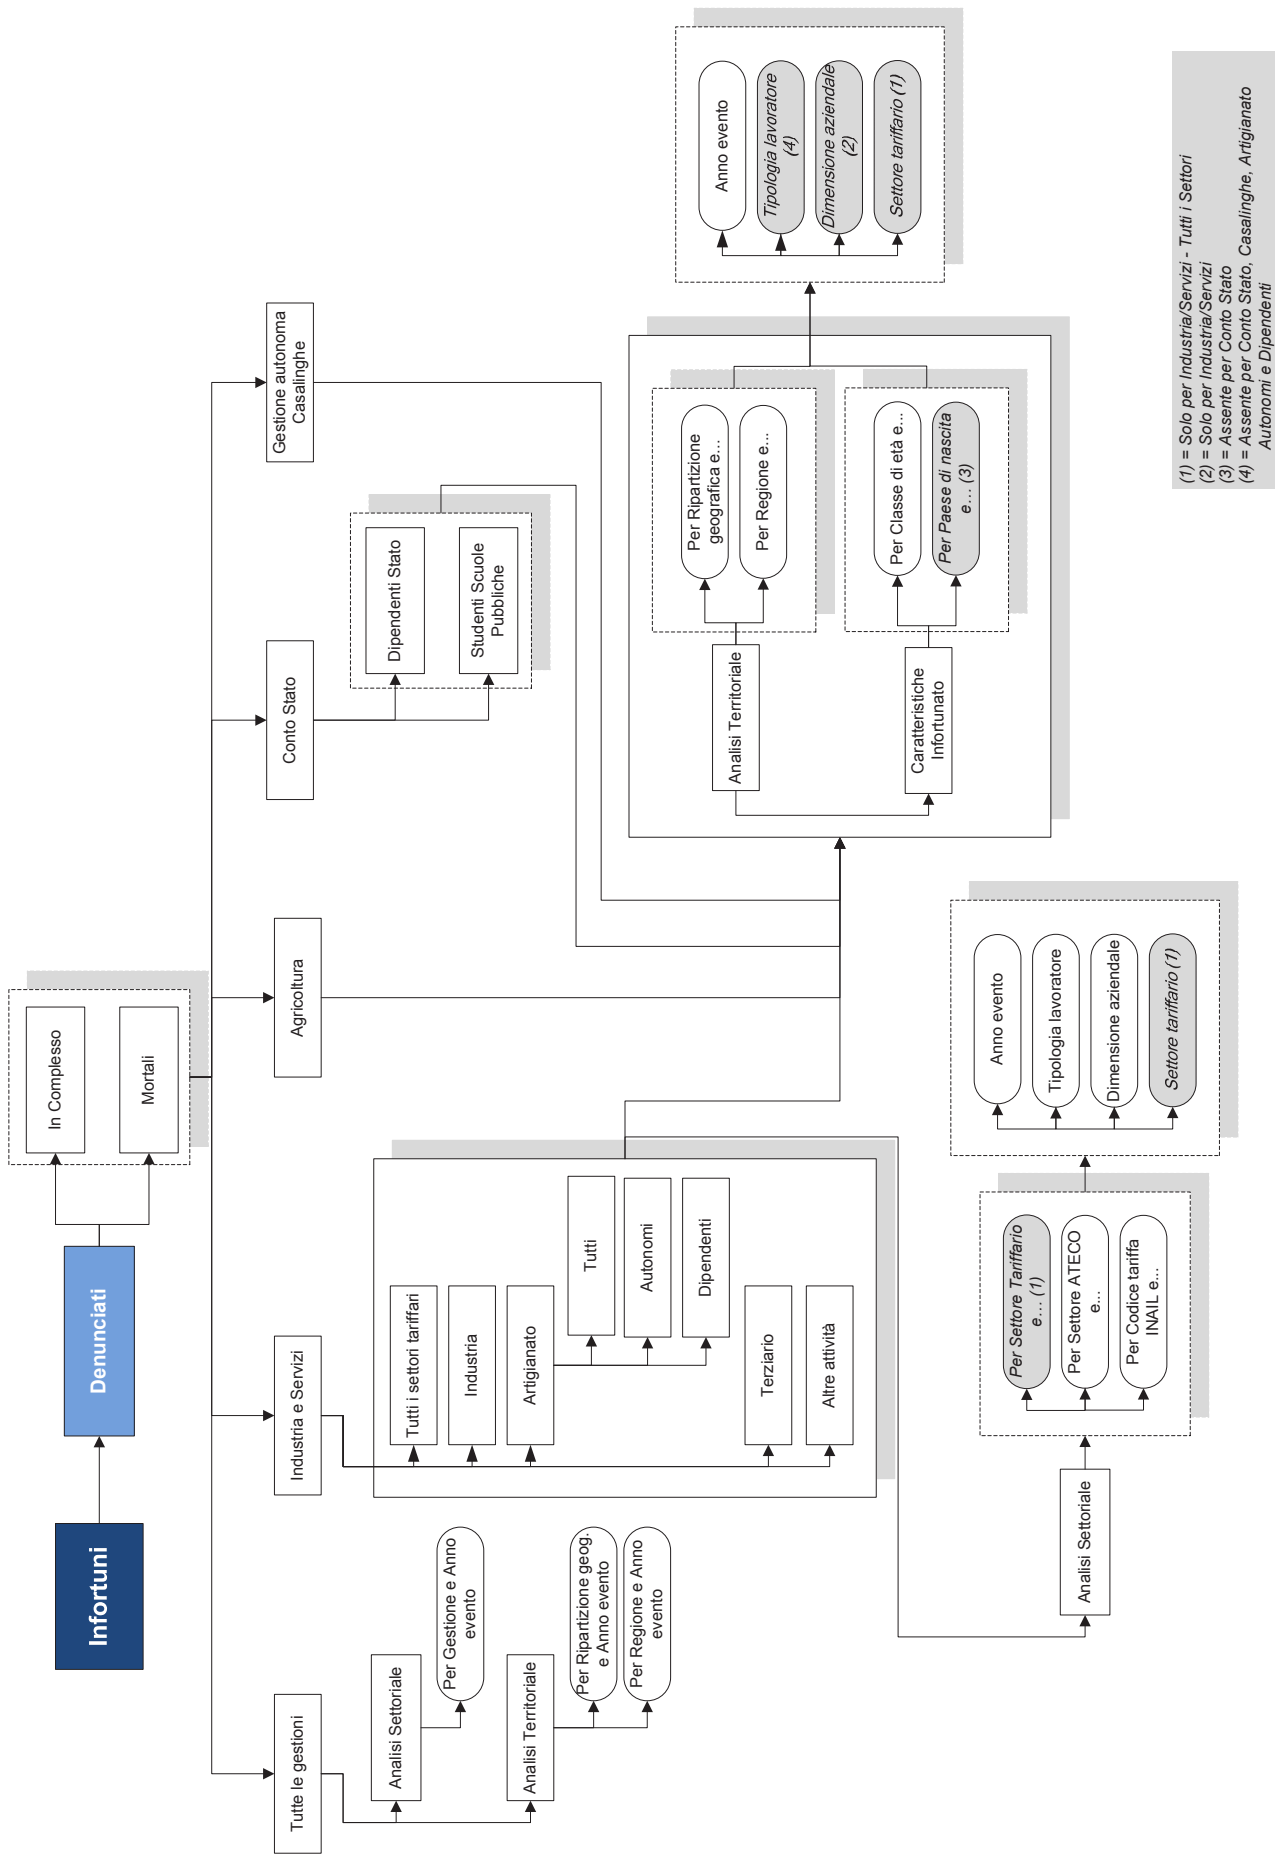 Infortuni
Denunciati
In Complesso
Mortali
Tutte le gestioni
Industria e Servizi
Agricoltura
Conto Stato
Gestione autonoma
Casalinghe
Analisi Settoriale
Per Gestione e Anno
evento
Analisi Territoriale
Per Ripartizione geog.
e Anno evento
Per Regione e Anno
evento
Tutti i settori tariffari
Industria
Artigianato
Tutti
Autonomi
Dipendenti
Terziario
Altre attività
Dipendenti Stato
Studenti Scuole
Pubbliche
Analisi Territoriale
Per Ripartizione
geografica e...
Per Regione e...
Caratteristiche
Infortunato
Per Classe di età e...
Per Paese di nascita
e... (3)
Anno evento
Tipologia lavoratore
(4)
Dimensione aziendale
(2)
Settore tariffario (1)
Analisi Settoriale
Per Settore Tariffario
e... (1)
Per Settore ATECO
e...
Per Codice tariffa
INAIL e...
Anno evento
Tipologia lavoratore
Dimensione aziendale
Settore tariffario (1)
(1) = Solo per Industria/Servizi - Tutti i Settori
(2) = Solo per Industria/Servizi
(3) = Assente per Conto Stato
(4) = Assente per Conto Stato, Casalinghe, Artigianato
Autonomi e Dipendenti